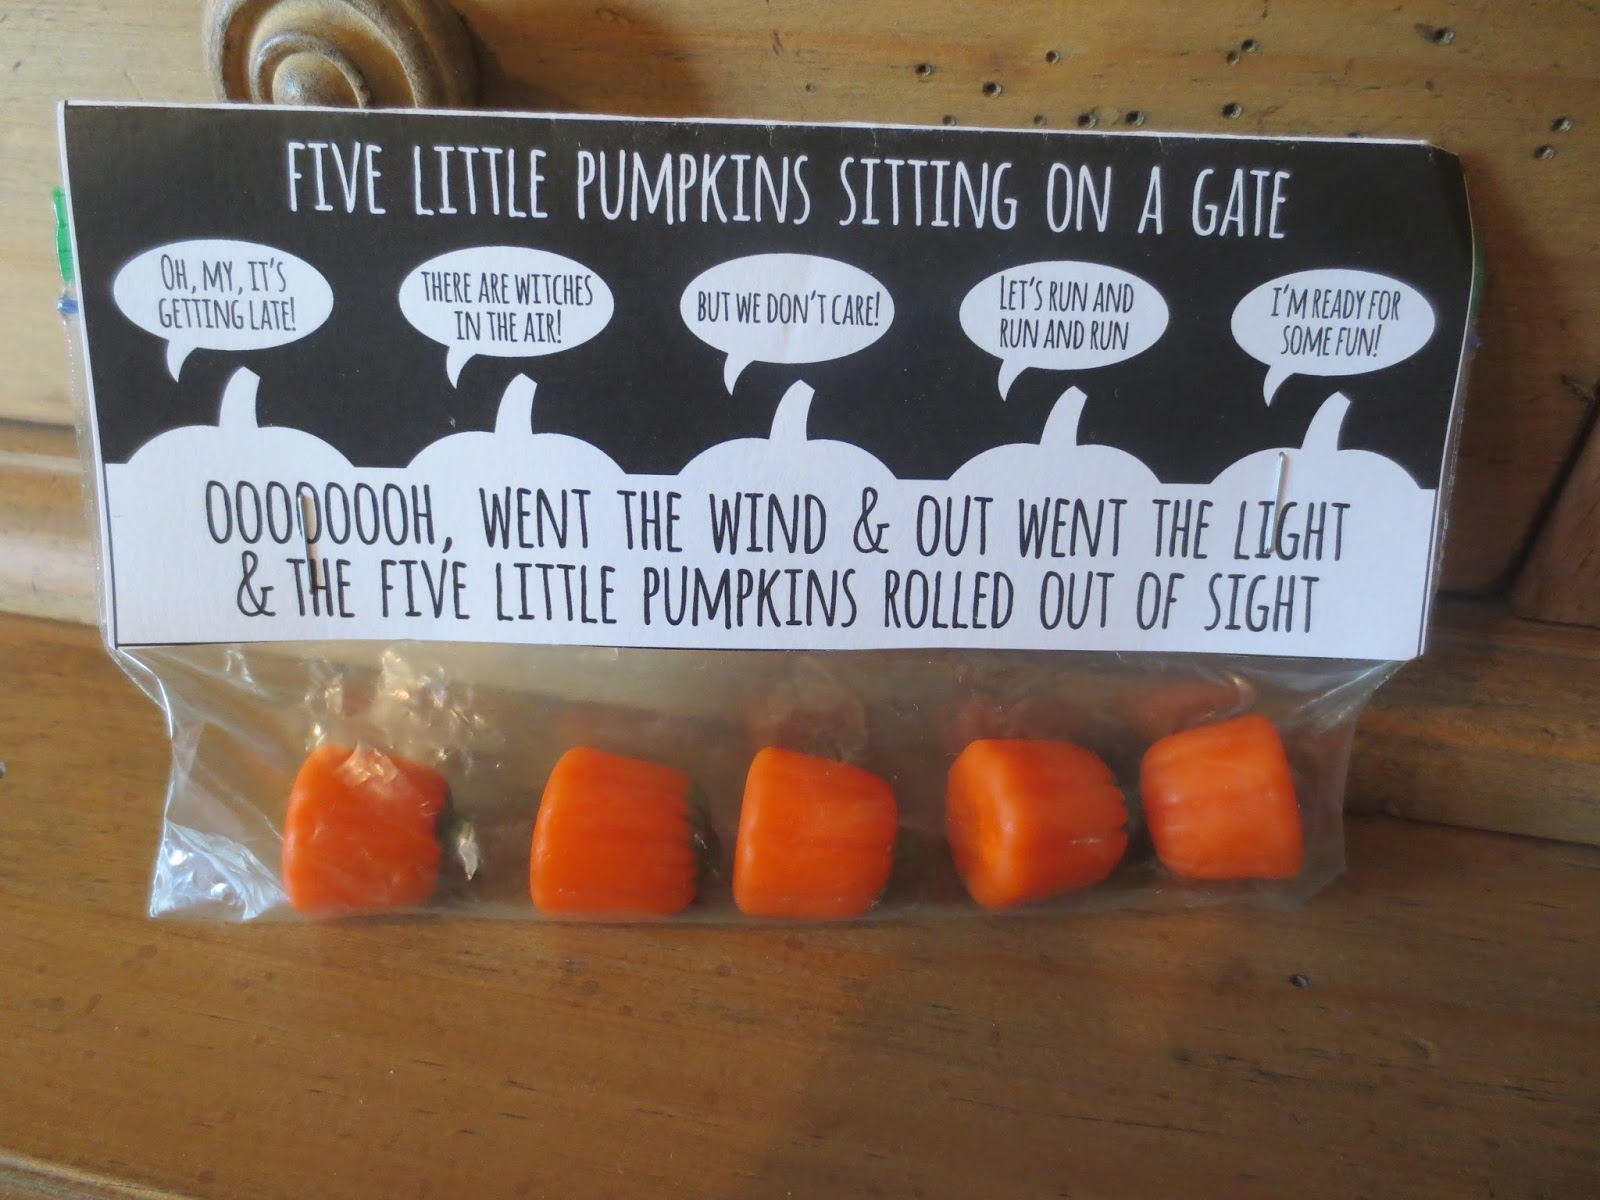 FIVE LITTLE PUMPKINS SITTING ON A GATE
OH, MY, IT'S
GETTING LATE!
THERE ARE WITCHES
IN THE AIR!
BUT WE DON'T CARE!
LET'S RUN AND
RUN AND RUN
I'M READY FOR
SOME FUN!
OOOOOOOOH, WENT THE WIND & OUT WENT THE LIGHT
& THE FIVE LITTLE PUMPKINS ROLLED OUT OF SIGHT